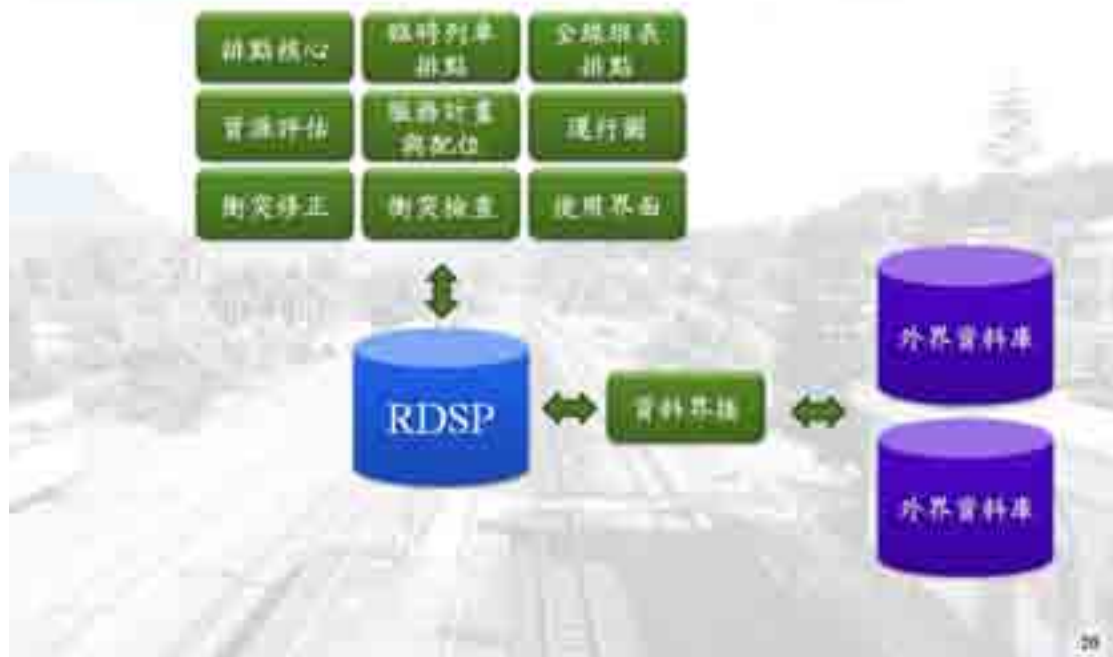 排點核心
臨時列車
排點
全線推表
排點
資源評估
服務計畫
與配位
運行圖
衝突修正
衝突檢查
使用界面
RDSP
資料界接
外界資料庫
外界資料庫
20